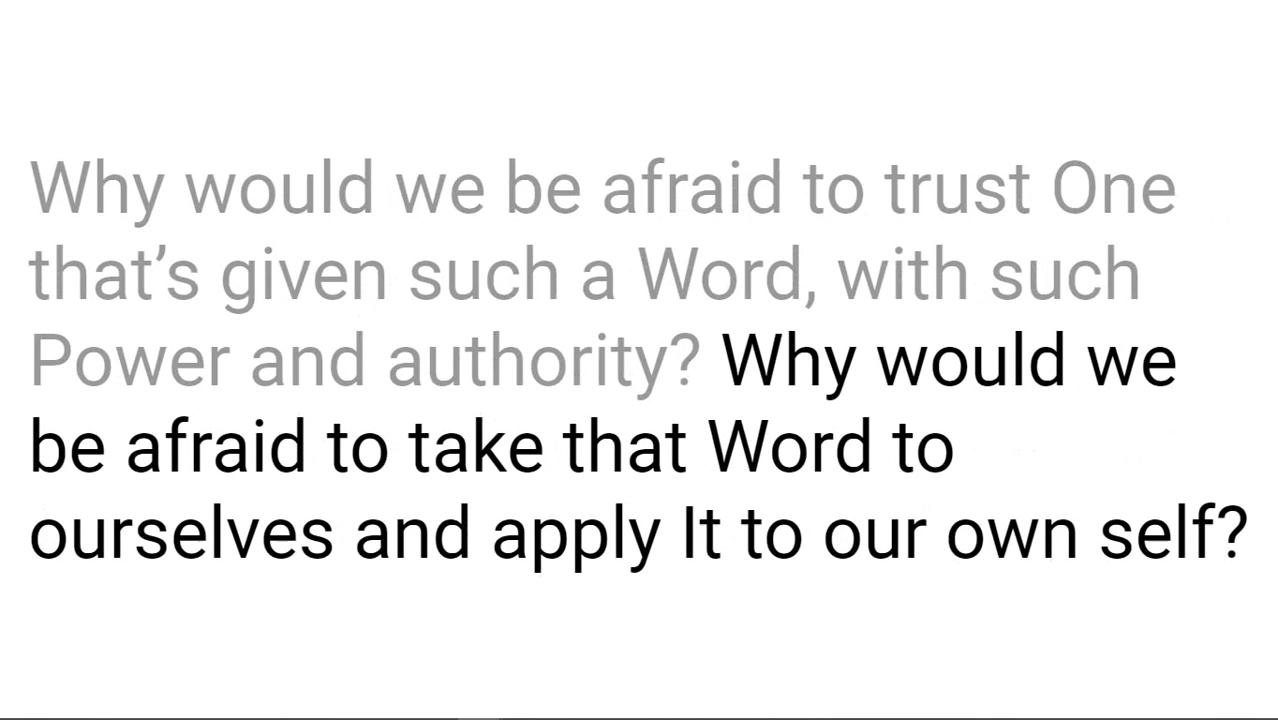 Why would we be afraid to trust One
that’s given such a Word, with such
Power and authority? Why would we
be afraid to take that Word to
ourselves and apply It to our own self?